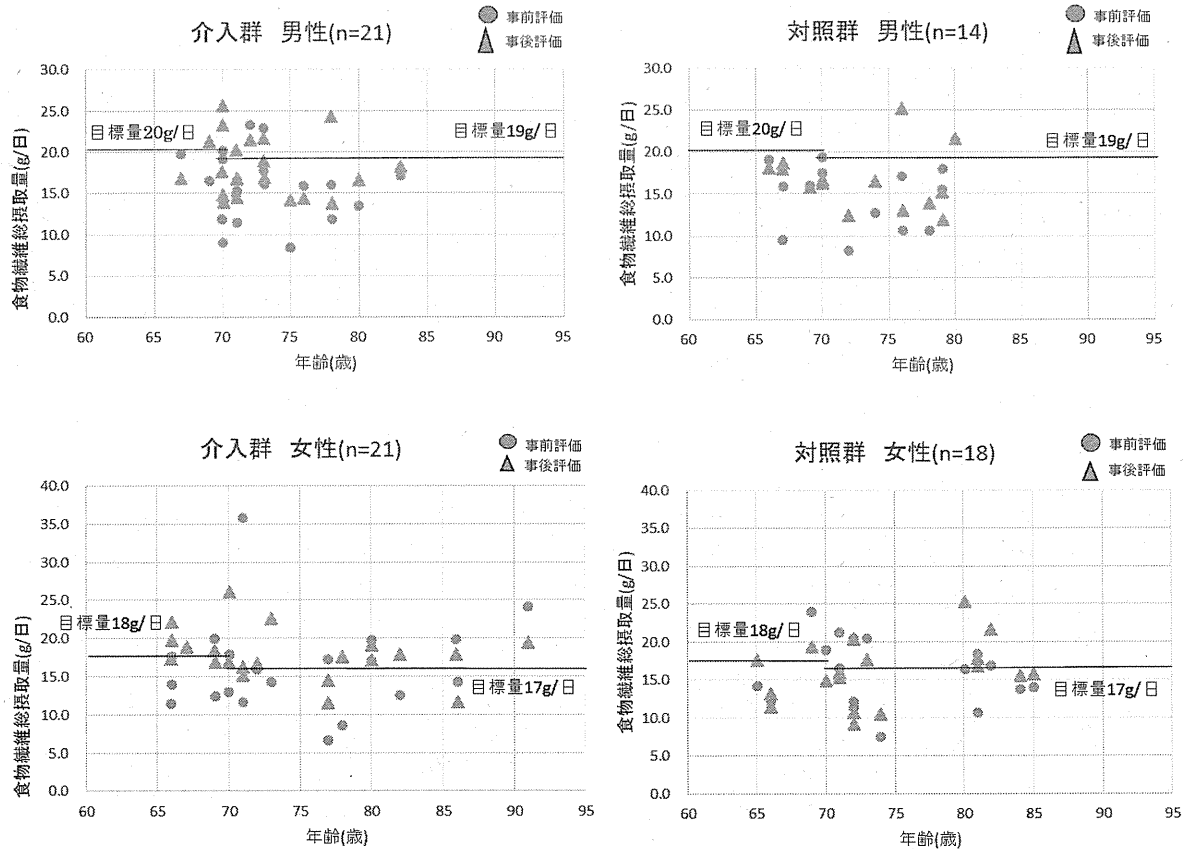 介入群 男性(n=21)
事前評価
事後評価
食物繊維総摂取量(g/日)
30.0
25.0
20.0
15.0
10.0
5.0
0.0
目標量20g/日
目標量19g/日
60 65 70 75 80 85 90 95
年齢(歳)
対照群 男性(n=14)
事前評価
事後評価
食物繊維総摂取量(g/日)
30.0
25.0
20.0
15.0
10.0
5.0
0.0
目標量20g/日
目標量19g/日
60 65 70 75 80 85 90 95
年齢(歳)
介入群 女性(n=21)
事前評価
事後評価
食物繊維総摂取量(g/日)
40.0
35.0
30.0
25.0
20.0
15.0
10.0
5.0
0.0
目標量18g/日
目標量17g/日
60 65 70 75 80 85 90 95
年齢(歳)
対照群 女性(n=18)
事前評価
事後評価
食物繊維総摂取量(g/日)
40.0
35.0
30.0
25.0
20.0
15.0
10.0
5.0
0.0
目標量18g/日
目標量17g/日
60 65 70 75 80 85 90 95
年齢(歳)